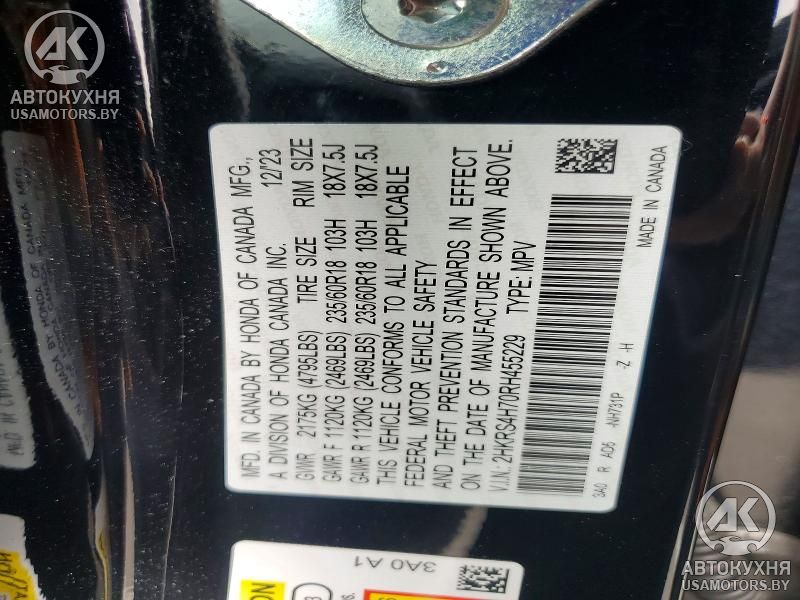 АК
АВТОКУХНЯ
USAMOTORS.BY
MFD. IN CANADA BY HONDA OF CANADA MFG.,
A DIVISION OF HONDA CANADA INC. 12/23
GVWR 2175KG (4795LBS) TIRE SIZE RIM SIZE
GAWR F 1120KG (2469LBS) 235/60R18 103H 18X7.5J
GAWR R 1120KG (2469LBS) 235/60R18 103H 18X7.5J
THIS VEHICLE CONFORMS TO ALL APPLICABLE
FEDERAL MOTOR VEHICLE SAFETY
AND THEFT PREVENTION STANDARDS IN EFFECT
ON THE DATE OF MANUFACTURE SHOWN ABOVE.
V.I.N.: 2HKRS4H70RH455229 TYPE: MPV
3A0 R AD6 -NH731P -Z -H
MADE IN CANADA
3A0 A1
АК
АВТОКУХНЯ
USAMOTORS.BY